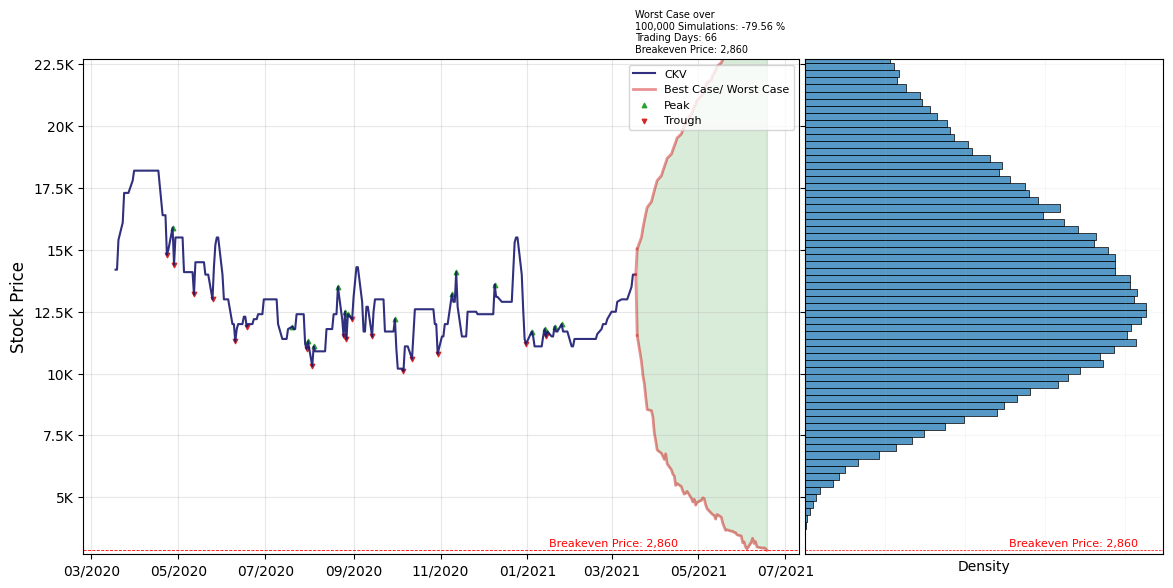 Worst Case over
100,000 Simulations: -79.56 %
Trading Days: 66
Breakeven Price: 2,860
22.5K
20K
17.5K
15K
12.5K
10K
7.5K
5K
Stock Price
CKV
Best Case/ Worst Case
Peak
Trough
Breakeven Price: 2,860
Breakeven Price: 2,860
03/2020
05/2020
07/2020
09/2020
11/2020
01/2021
03/2021
05/2021
07/2021
Density